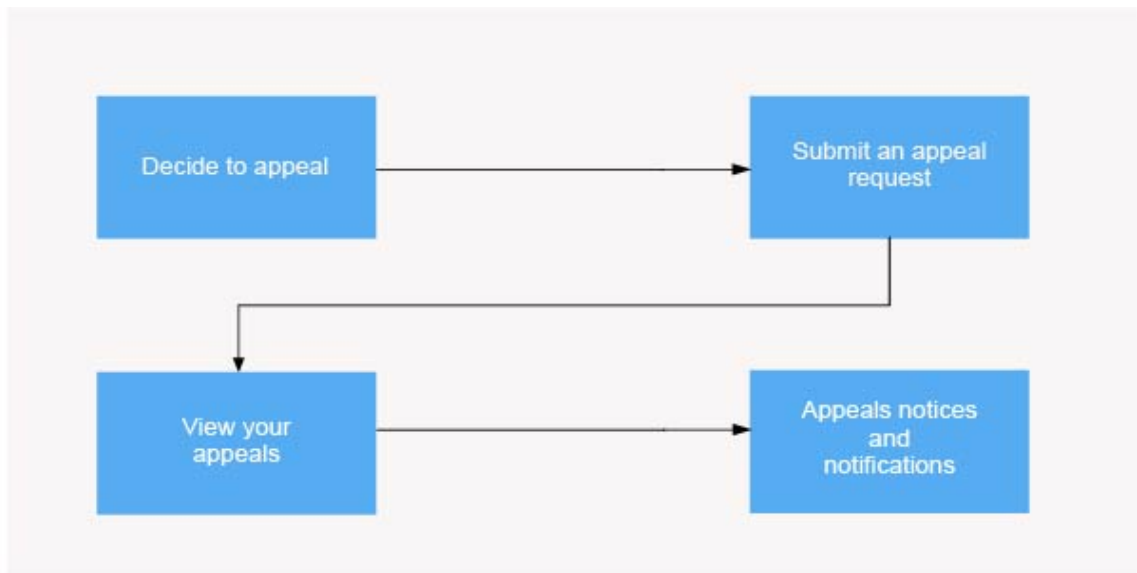 Decide to appeal
Submit an appeal
request
View your
appeals
Appeals notices
and
notifications